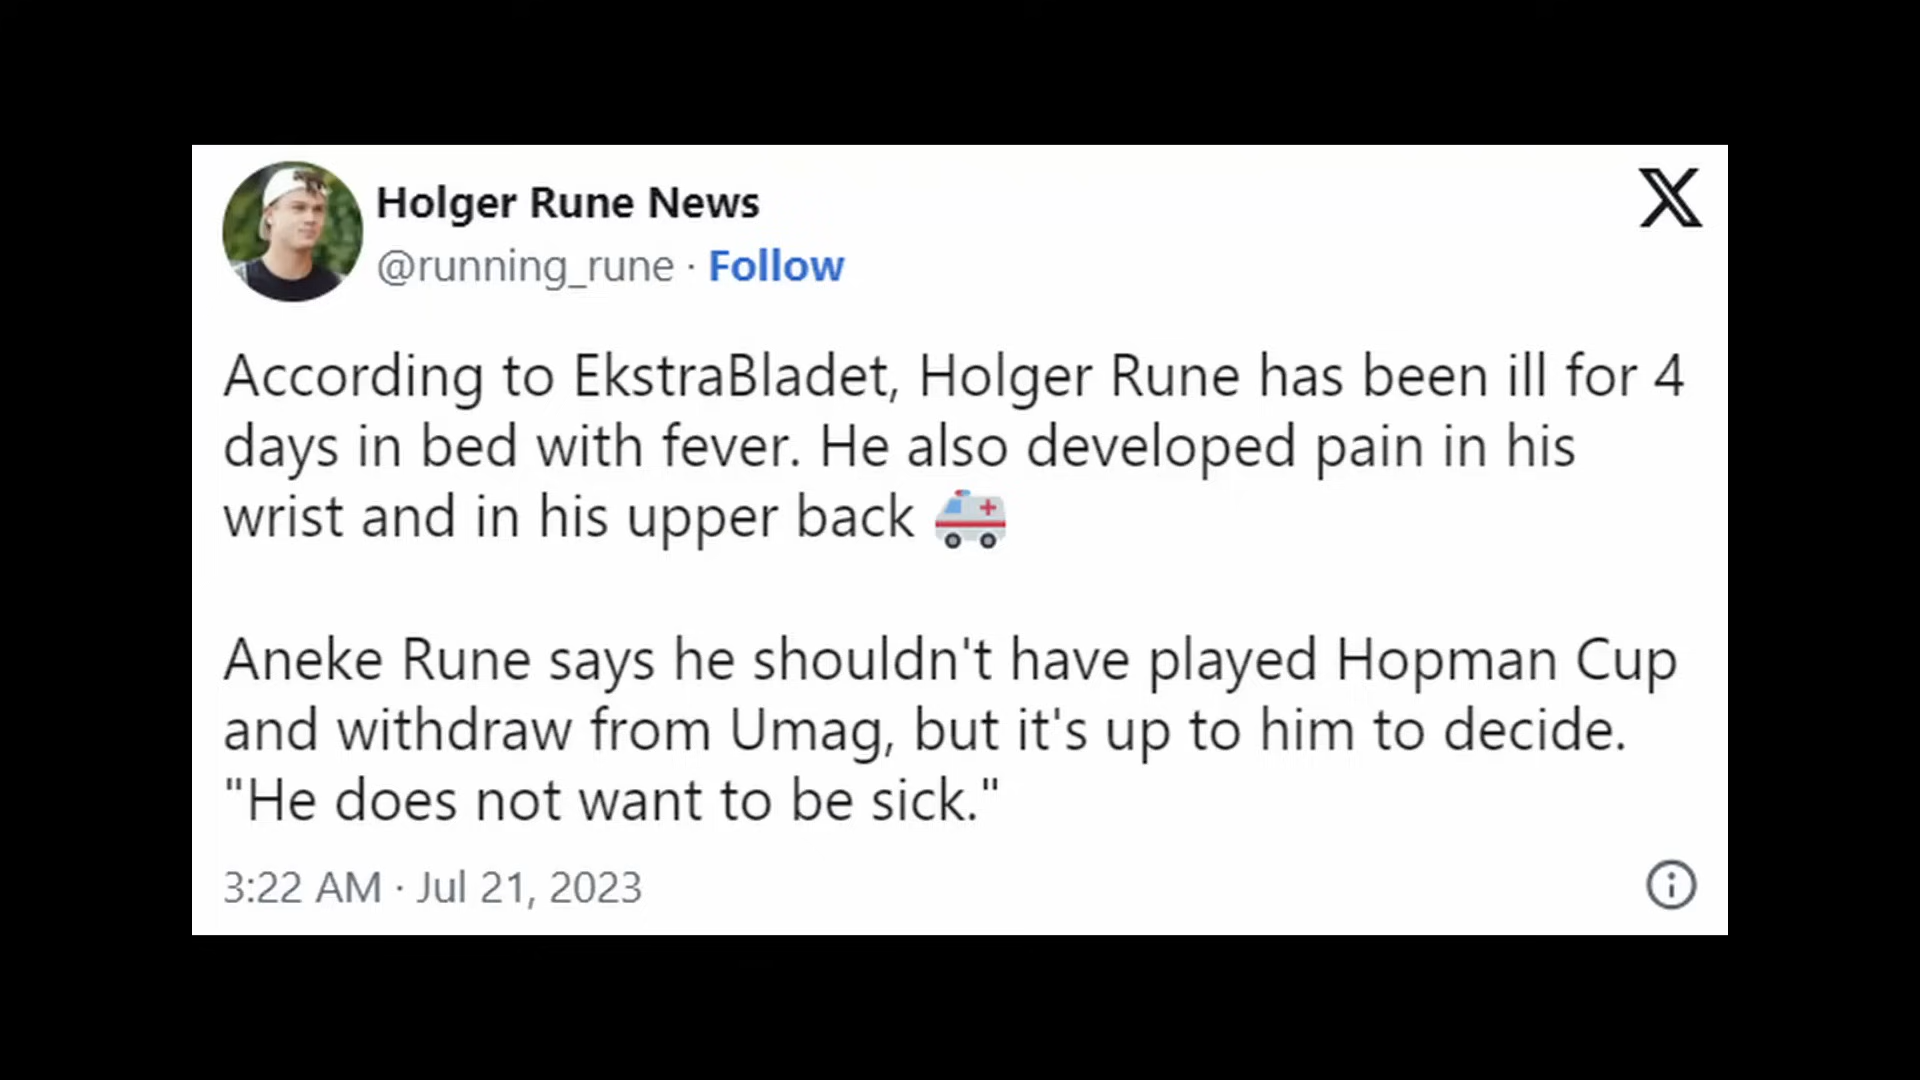 Holger Rune News
@running_rune · Follow
According to EkstraBladet, Holger Rune has been ill for 4
days in bed with fever. He also developed pain in his
wrist and in his upper back 🚑
Aneke Rune says he shouldn't have played Hopman Cup
and withdraw from Umag, but it's up to him to decide.
"He does not want to be sick."
3:22 AM · Jul 21, 2023